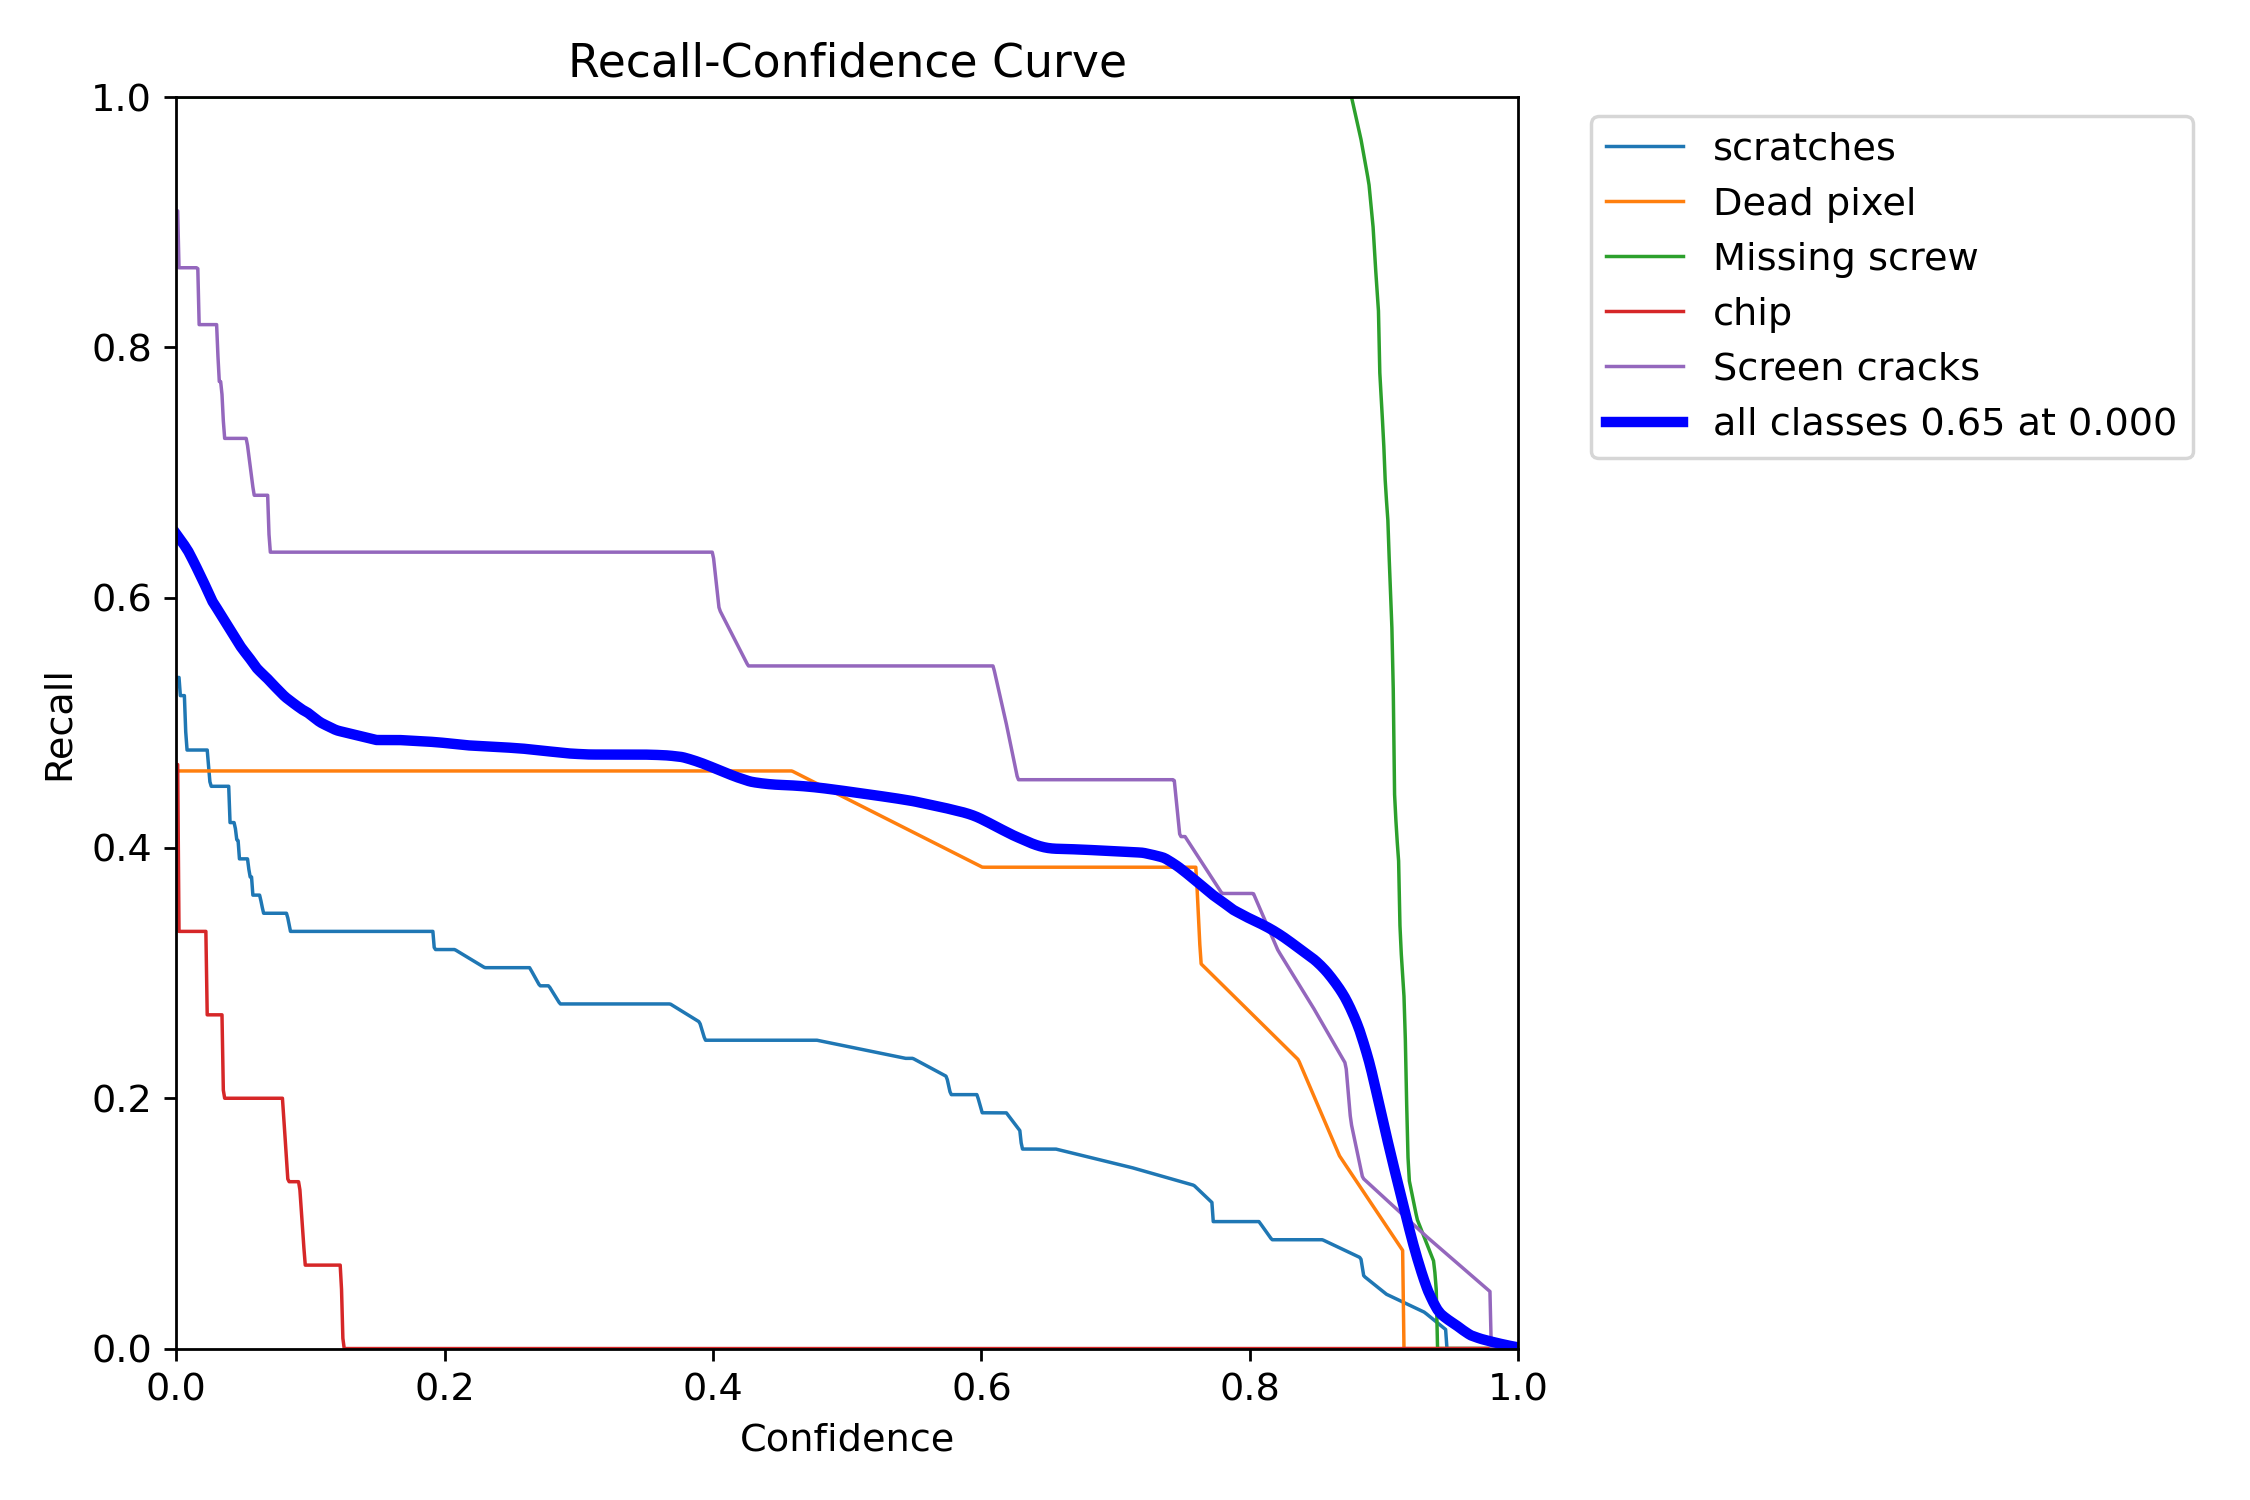 Recall-Confidence Curve
1.0
0.8
0.6
0.4
0.2
0.0
Recall
0.0 0.2 0.4 0.6 0.8 1.0
Confidence
scratches
Dead pixel
Missing screw
chip
Screen cracks
all classes 0.65 at 0.000